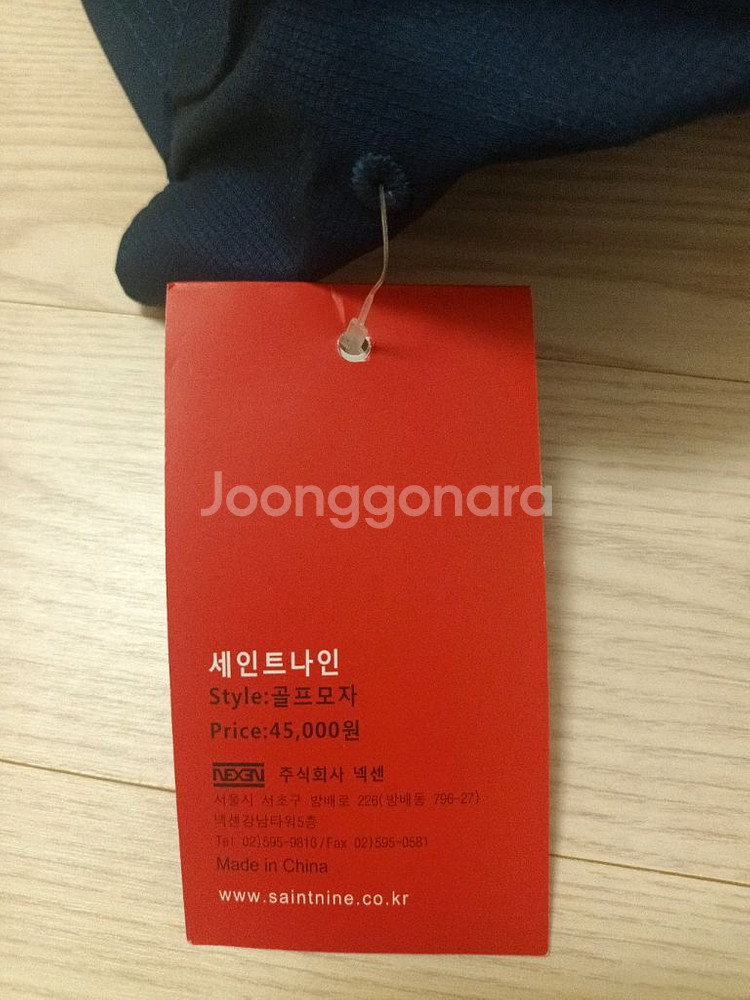 Joonggonara
세인트나인
Style:골프모자
Price:45,000원
NEXEN 주식회사 넥센
서울시 서초구 방배로 226(방배동 796-27)
넥센강남타워5층
Tel 02)595-9816/Fax 02)595-0581
Made in China
www.saintnine.co.kr